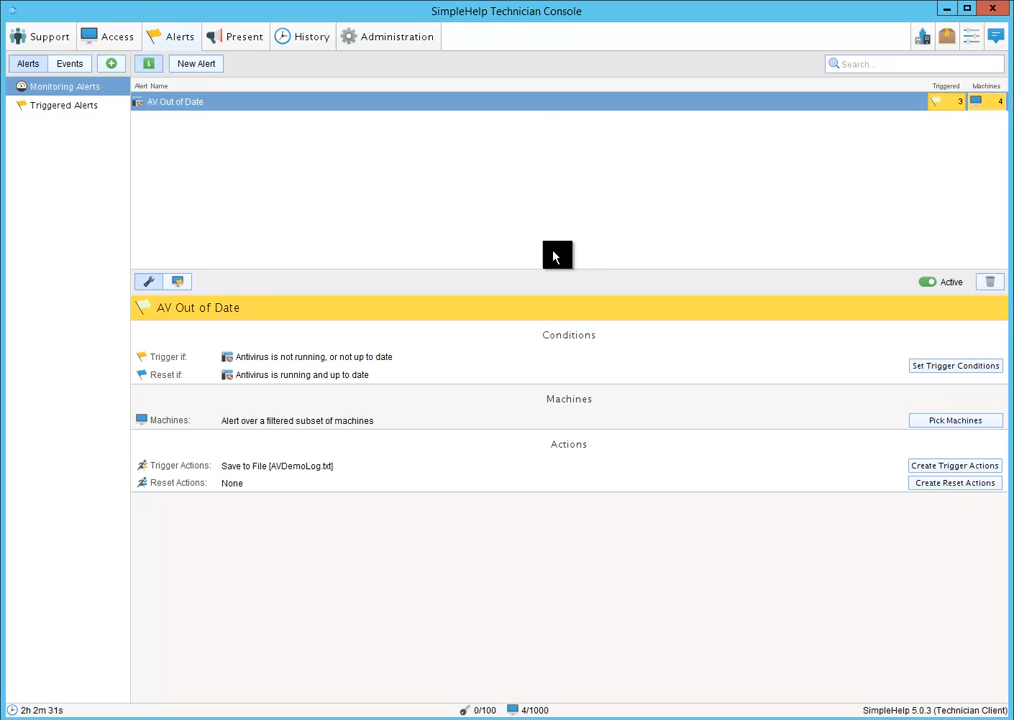 SimpleHelp Technician Console
Support Access Alerts Present History Administration
Alerts Events New Alert Search...
Monitoring Alerts
Triggered Alerts
Alert Name Triggered Machines
AV Out of Date 3 4
Active
AV Out of Date
Conditions
Trigger if: Antivirus is not running, or not up to date
Reset if: Antivirus is running and up to date
Set Trigger Conditions
Machines
Machines: Alert over a filtered subset of machines Pick Machines
Actions
Trigger Actions: Save to File [AVDemoLog.txt] Create Trigger Actions
Reset Actions: None Create Reset Actions
2h 2m 31s 0/100 4/1000 SimpleHelp 5.0.3 (Technician Client)